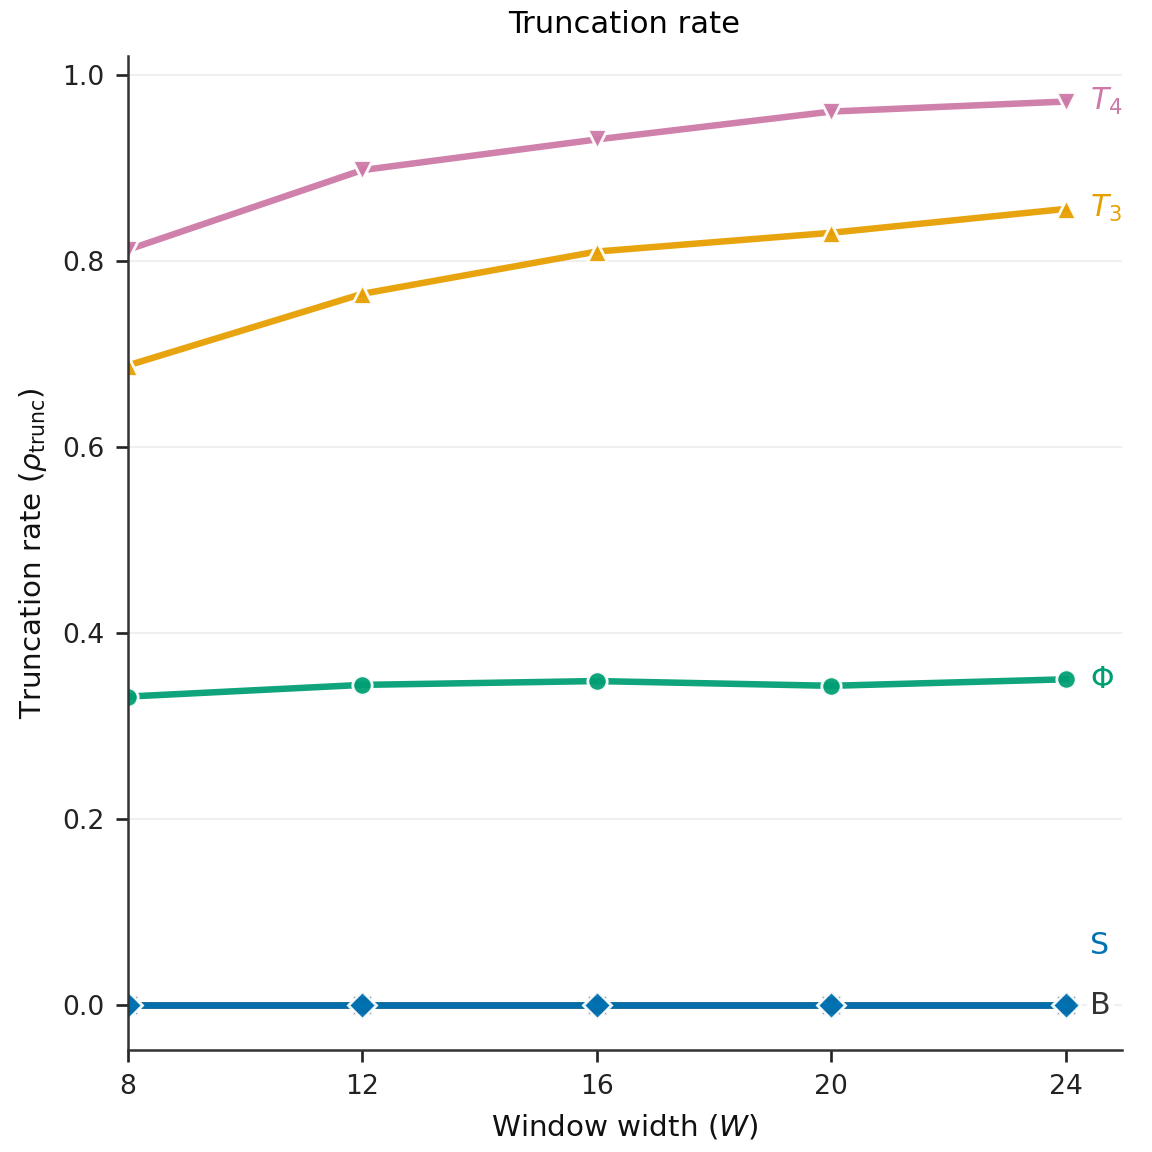 Truncation rate
1.0
0.8
0.6
0.4
0.2
0.0
Truncation rate (ρtrunc)
T4
T3
Φ
S
B
8 12 16 20 24
Window width (W)